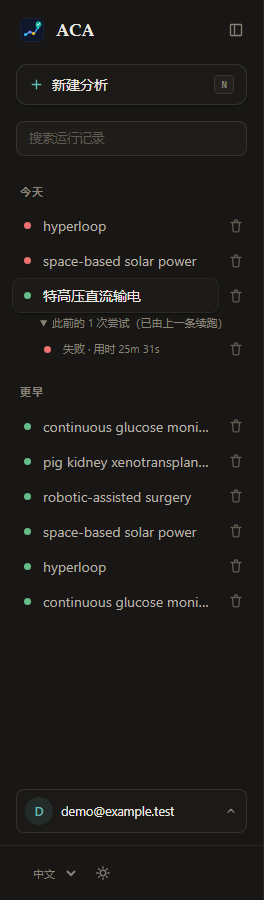 ACA
新建分析
N
搜索运行记录
今天
hyperloop
space-based solar power
特高压直流输电
此前的 1 次尝试（已由上一条续跑）
失败 · 用时 25m 31s
更早
continuous glucose moni...
pig kidney xenotransplan...
robotic-assisted surgery
space-based solar power
hyperloop
continuous glucose moni...
D demo@example.test
中文